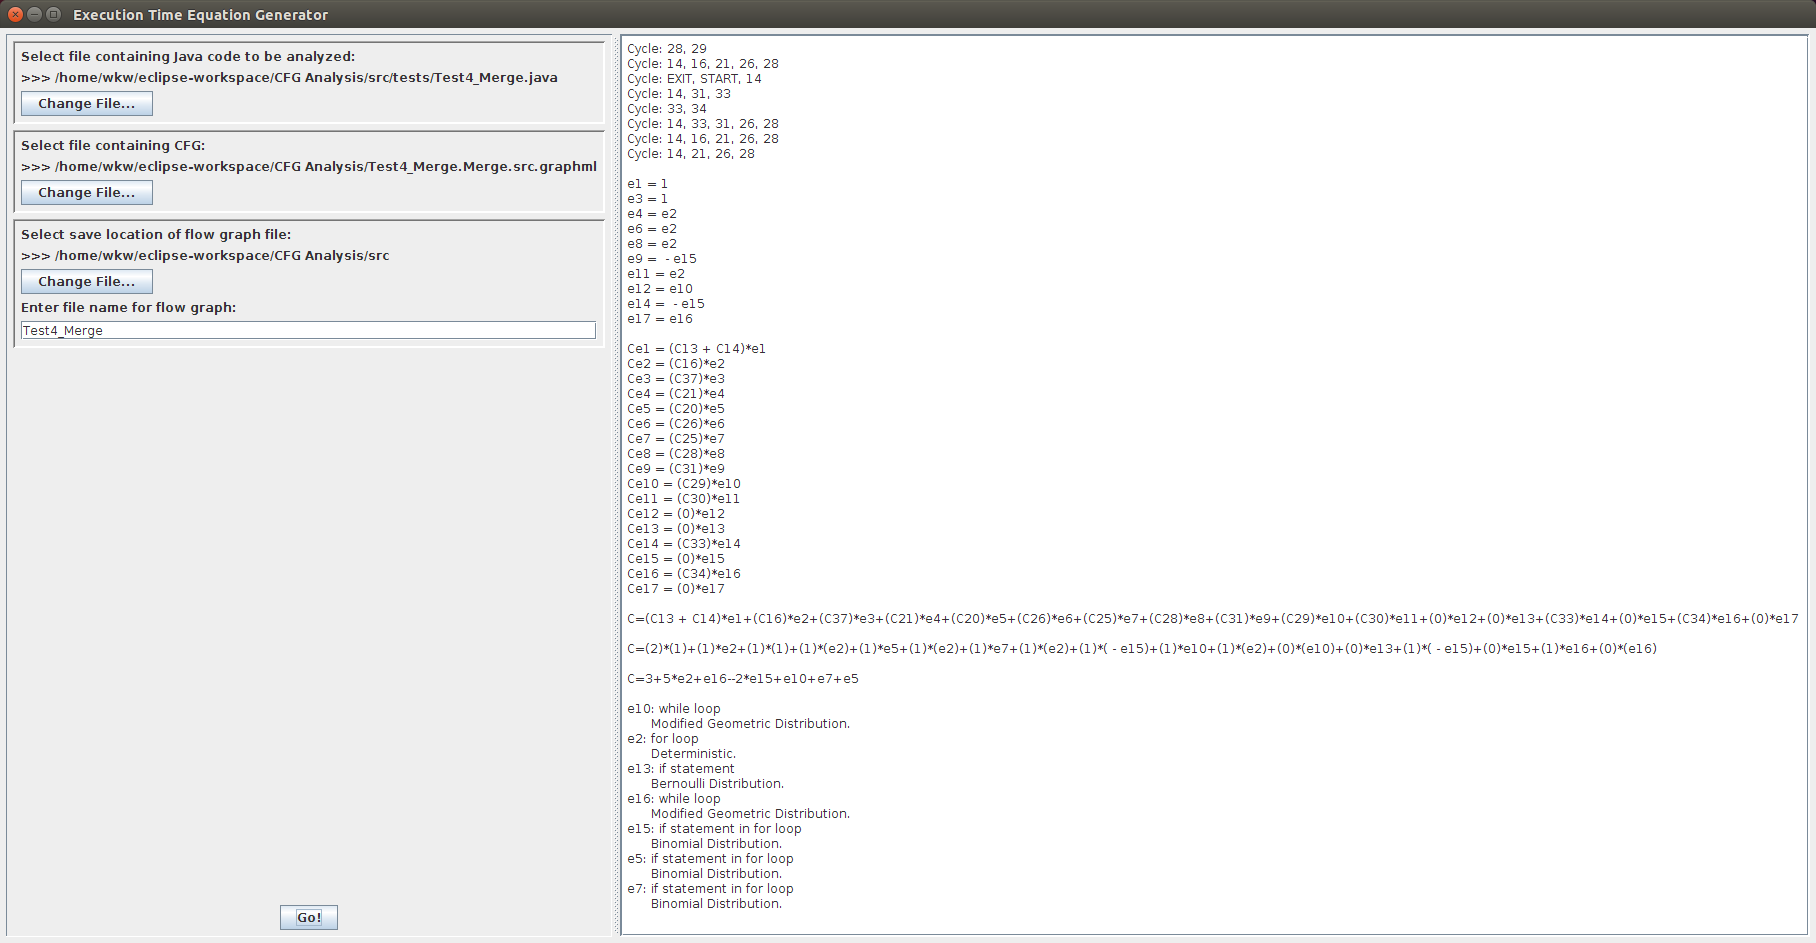 Execution Time Equation Generator
Select file containing Java code to be analyzed:
>>> /home/wkw/eclipse-workspace/CFG Analysis/src/tests/Test4_Merge.java
Change File...
Select file containing CFG:
>>> /home/wkw/eclipse-workspace/CFG Analysis/Test4_Merge.Merge.src.graphml
Change File...
Select save location of flow graph file:
>>> /home/wkw/eclipse-workspace/CFG Analysis/src
Change File...
Enter file name for flow graph:
Test4_Merge
Go!
Cycle: 28, 29
Cycle: 14, 16, 21, 26, 28
Cycle: EXIT, START, 14
Cycle: 14, 31, 33
Cycle: 33, 34
Cycle: 14, 33, 31, 26, 28
Cycle: 14, 16, 21, 26, 28
Cycle: 14, 21, 26, 28
e1 = 1
e3 = 1
e4 = e2
e6 = e2
e8 = e2
e9 =  - e15
e11 = e2
e12 = e10
e14 =  - e15
e17 = e16
Ce1 = (C13 + C14)*e1
Ce2 = (C16)*e2
Ce3 = (C37)*e3
Ce4 = (C21)*e4
Ce5 = (C20)*e5
Ce6 = (C26)*e6
Ce7 = (C25)*e7
Ce8 = (C28)*e8
Ce9 = (C31)*e9
Ce10 = (C29)*e10
Ce11 = (C30)*e11
Ce12 = (0)*e12
Ce13 = (0)*e13
Ce14 = (C33)*e14
Ce15 = (0)*e15
Ce16 = (C34)*e16
Ce17 = (0)*e17
C=(C13 + C14)*e1+(C16)*e2+(C37)*e3+(C21)*e4+(C20)*e5+(C26)*e6+(C25)*e7+(C28)*e8+(C31)*e9+(C29)*e10+(C30)*e11+(0)*e12+(0)*e13+(C33)*e14+(0)*e15+(C34)*e16+(0)*e17
C=(2)*(1)+(1)*e2+(1)*(1)+(1)*(e2)+(1)*e5+(1)*(e2)+(1)*e7+(1)*(e2)+(1)*( - e15)+(1)*e10+(1)*(e2)+(0)*(e10)+(0)*e13+(1)*( - e15)+(0)*e15+(1)*e16+(0)*(e16)
C=3+5*e2+e16--2*e15+e10+e7+e5
e10: while loop
Modified Geometric Distribution.
e2: for loop
Deterministic.
e13: if statement
Bernoulli Distribution.
e16: while loop
Modified Geometric Distribution.
e15: if statement in for loop
Binomial Distribution.
e5: if statement in for loop
Binomial Distribution.
e7: if statement in for loop
Binomial Distribution.